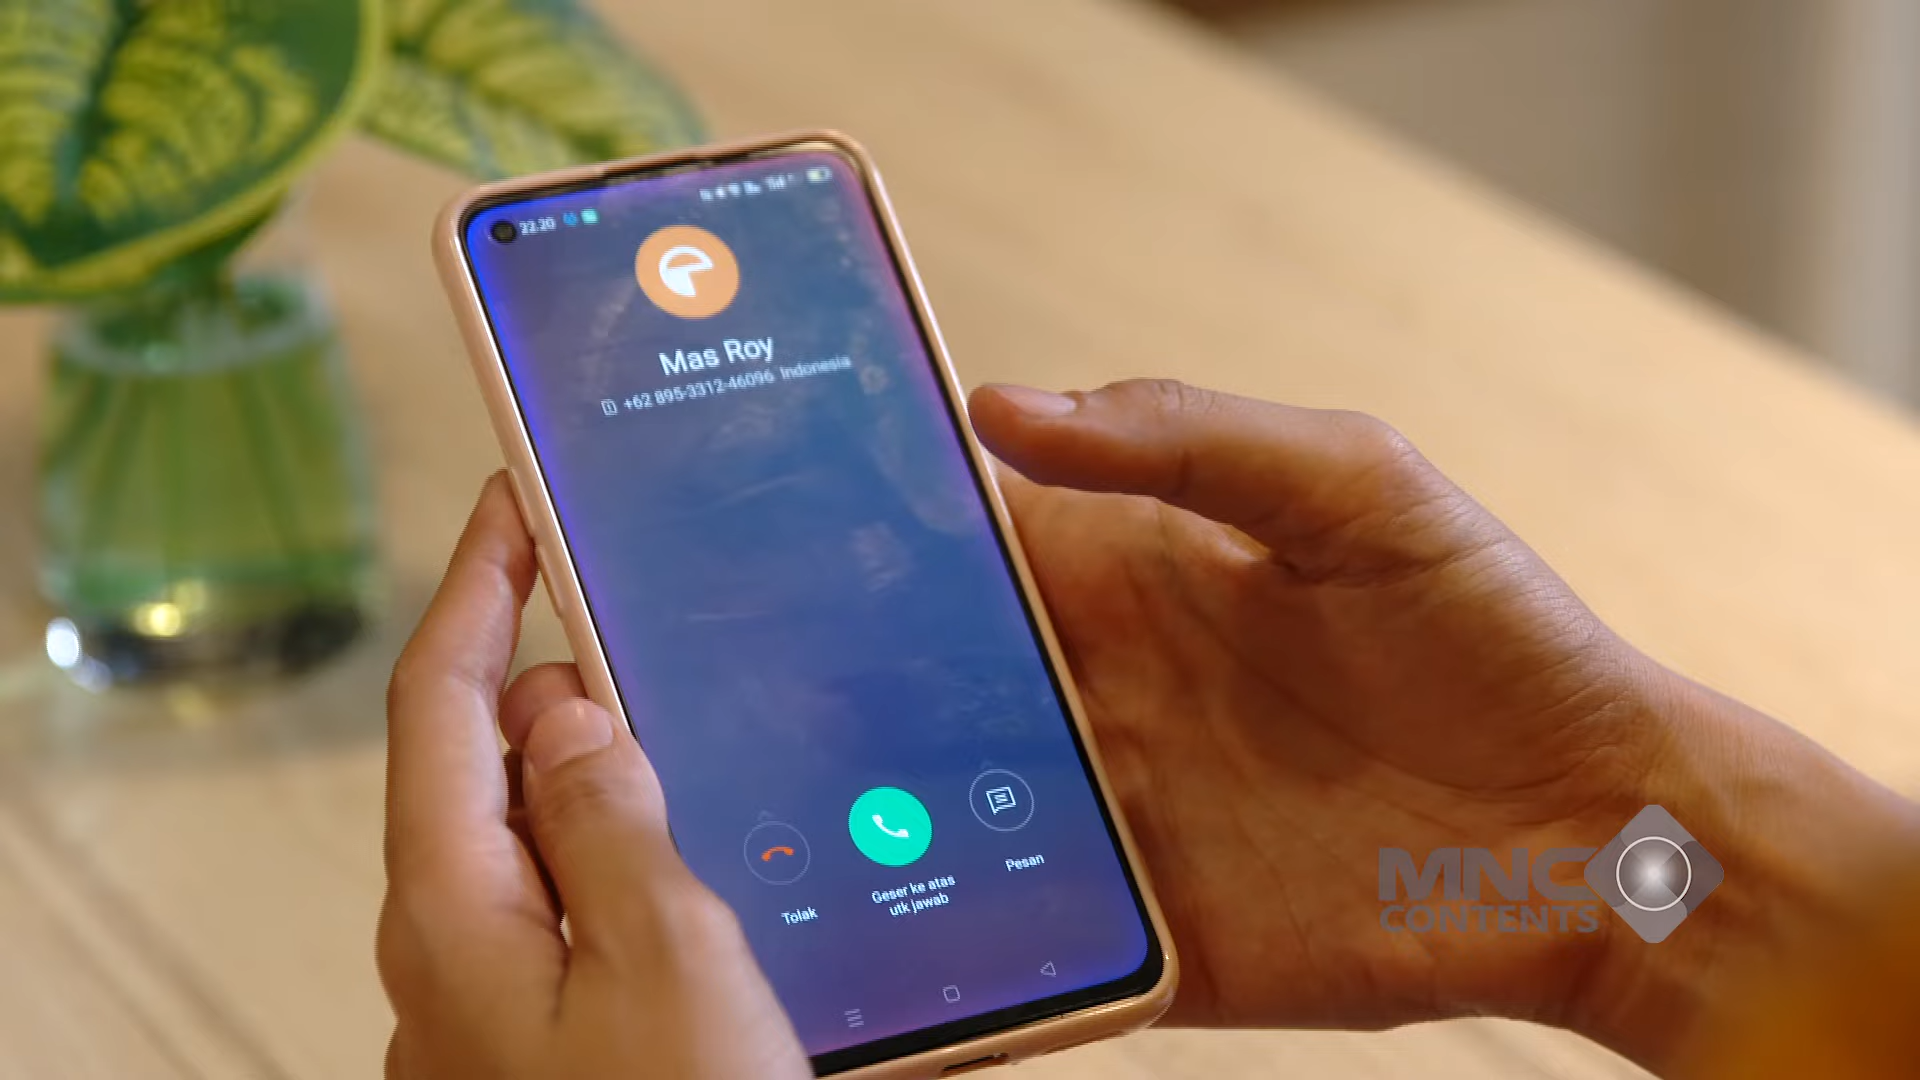 22.20
Mas Roy
+62 895-3312-46096 Indonesia
Tolak
Geser ke atas
utk jawab
Pesan
MNC
CONTENTS